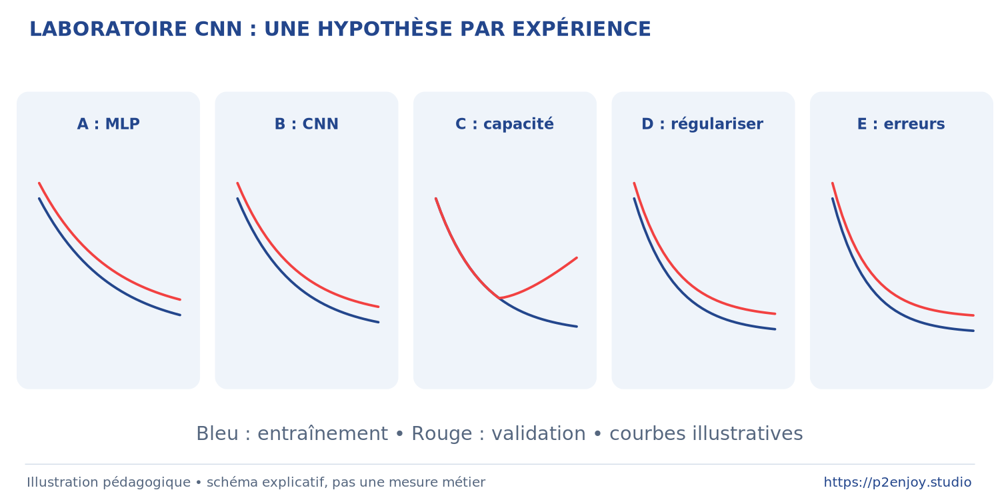 LABORATOIRE CNN : UNE HYPOTHÈSE PAR EXPÉRIENCE
A : MLP
B : CNN
C : capacité
D : régulariser
E : erreurs
Bleu : entraînement • Rouge : validation • courbes illustratives
Illustration pédagogique • schéma explicatif, pas une mesure métier
https://p2enjoy.studio